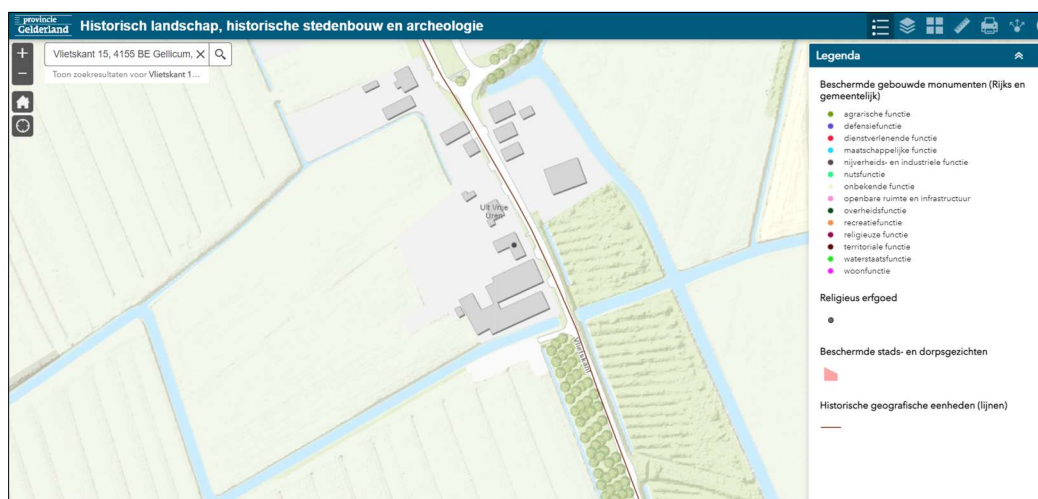 provincie
Gelderland
Historisch landschap, historische stedenbouw en archeologie
+
Vlietskant 15, 4155 BE Gellicum, X
−
Toon zoekresultaten voor Vlietskant 1...
Uit Vrije
Uren
Vlietskant
Legenda
Beschermde gebouwde monumenten (Rijks en
gemeentelijk)
agrarische functie
defensiefunctie
dienstverlenende functie
maatschappelijke functie
nijverheids- en industriele functie
nutsfunctie
onbekende functie
openbare ruimte en infrastructuur
overheidsfunctie
recreatiefunctie
religieuze functie
territoriale functie
waterstaatsfunctie
woonfunctie
Religieus erfgoed
Beschermde stads- en dorpsgezichten
Historische geografische eenheden (lijnen)